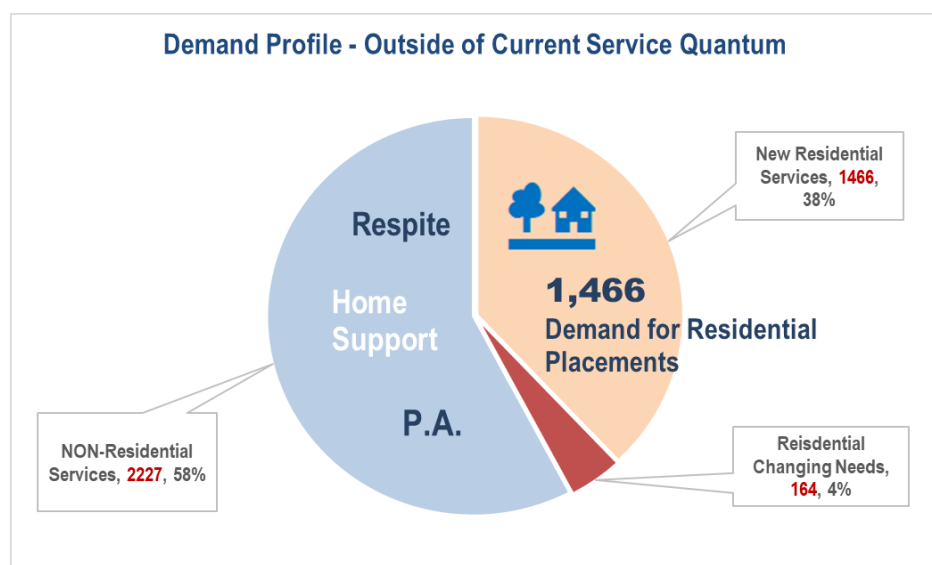 Demand Profile - Outside of Current Service Quantum
New Residential
Services, 1466,
38%
Respite
1,466
Home
Support
Demand for Residential
Placements
P.A.
NON-Residential
Services, 2227, 58%
Reisdential
Changing Needs,
164, 4%